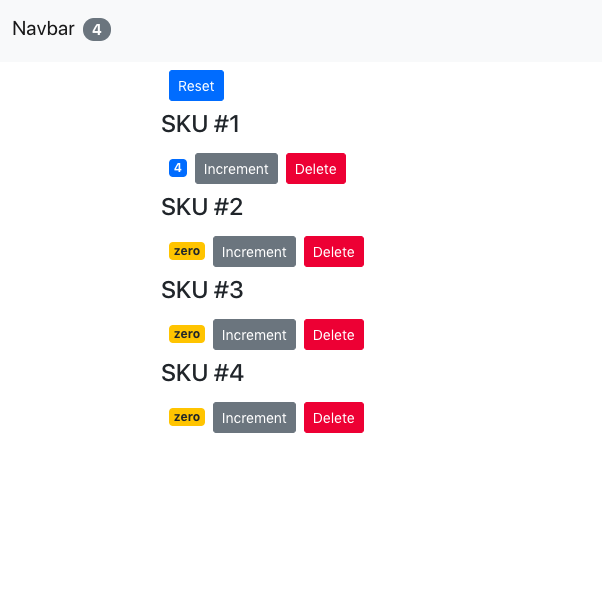 Navbar 4
Reset
SKU #1
4 Increment Delete
SKU #2
zero Increment Delete
SKU #3
zero Increment Delete
SKU #4
zero Increment Delete